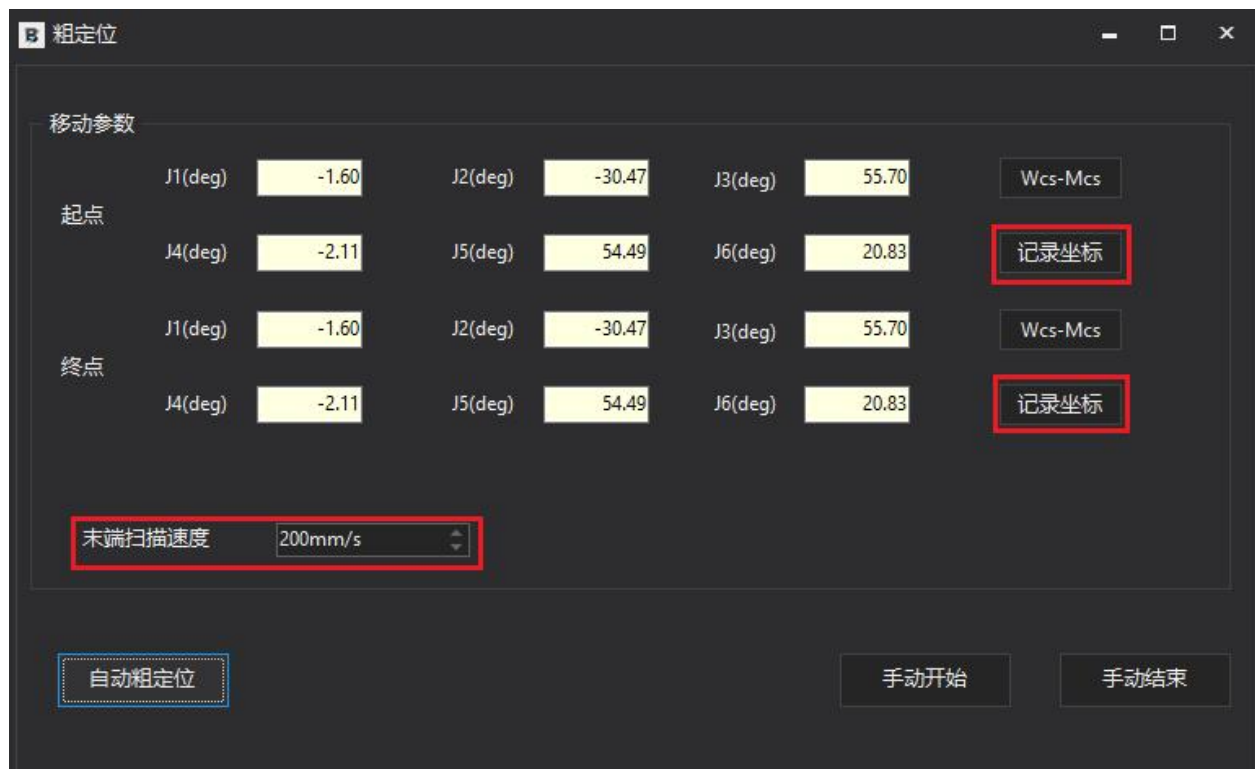 粗定位
移动参数
J1(deg) -1.60 J2(deg) -30.47 J3(deg) 55.70 Wcs-Mcs
起点
J4(deg) -2.11 J5(deg) 54.49 J6(deg) 20.83 记录坐标
J1(deg) -1.60 J2(deg) -30.47 J3(deg) 55.70 Wcs-Mcs
终点
J4(deg) -2.11 J5(deg) 54.49 J6(deg) 20.83 记录坐标
末端扫描速度 200mm/s
自动粗定位 手动开始 手动结束